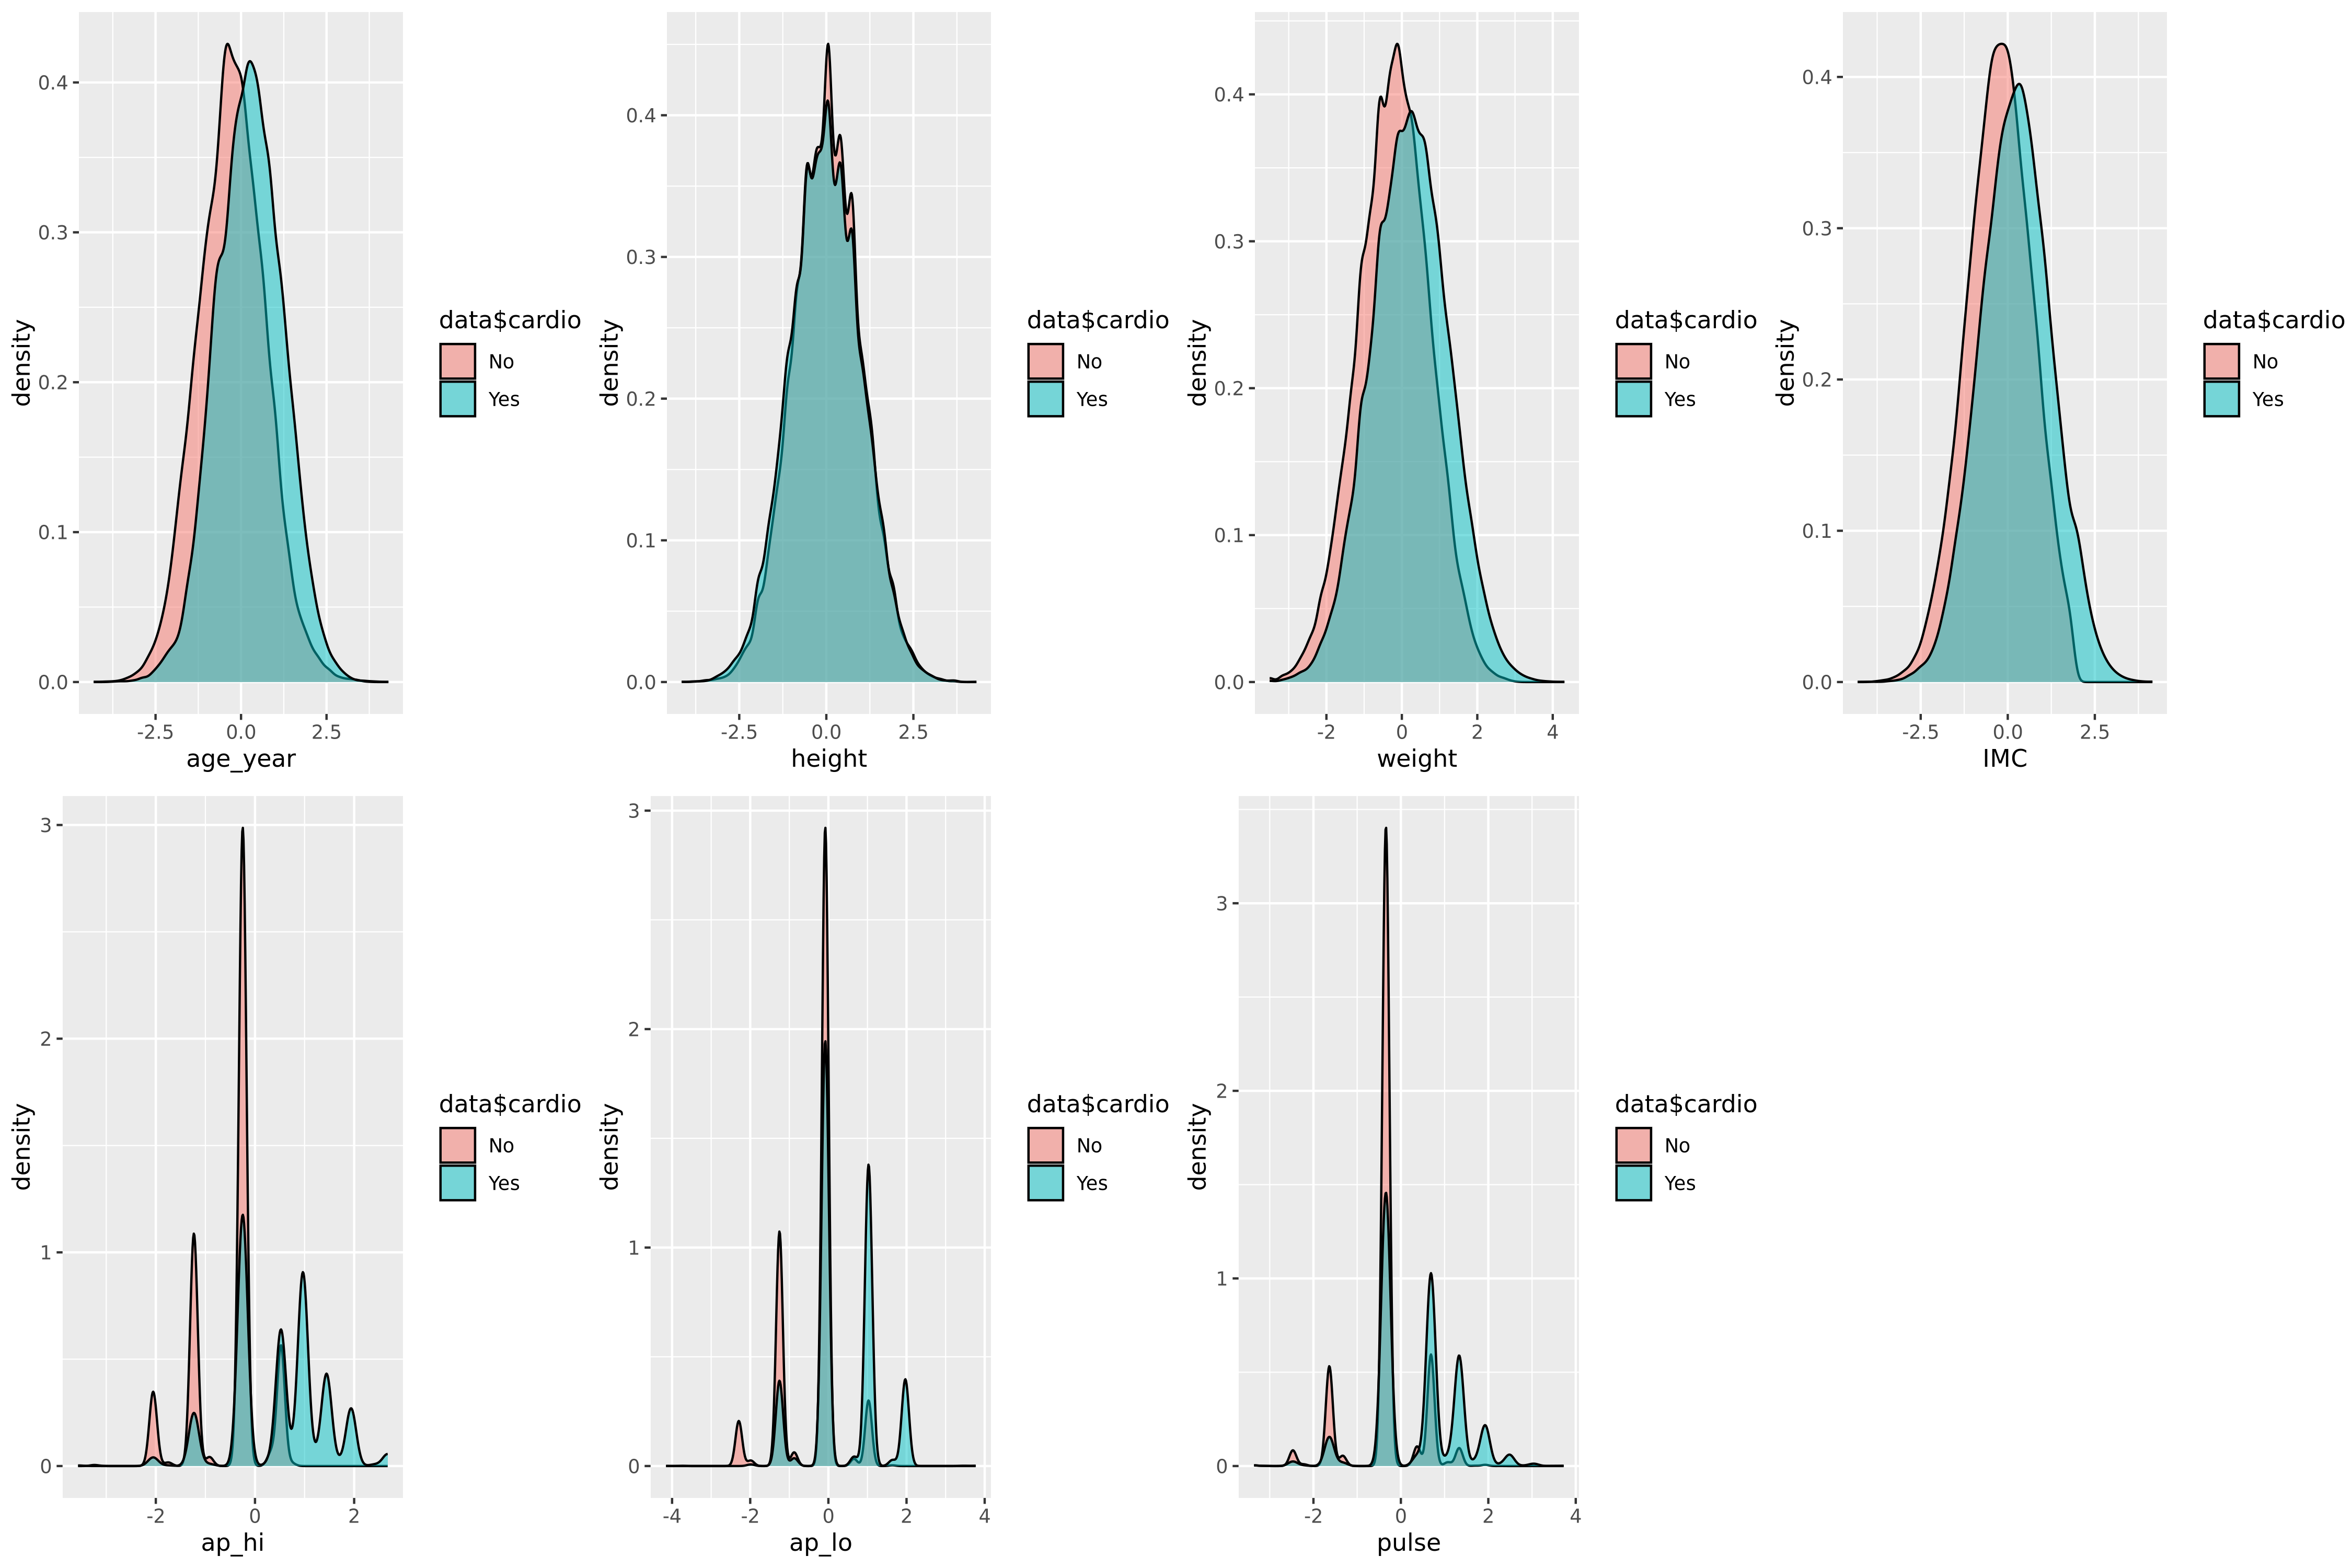 density
0.4
0.3
0.2
0.1
0.0
-2.5 0.0 2.5
age_year
data$cardio
No
Yes
density
0.4
0.3
0.2
0.1
0.0
-2.5 0.0 2.5
height
data$cardio
No
Yes
density
0.4
0.3
0.2
0.1
0.0
-2 0 2 4
weight
data$cardio
No
Yes
density
0.4
0.3
0.2
0.1
0.0
-2.5 0.0 2.5
IMC
data$cardio
No
Yes
density
3
2
1
0
-2 0 2
ap_hi
data$cardio
No
Yes
density
3
2
1
0
-4 -2 0 2 4
ap_lo
data$cardio
No
Yes
density
3
2
1
0
-2 0 2 4
pulse
data$cardio
No
Yes